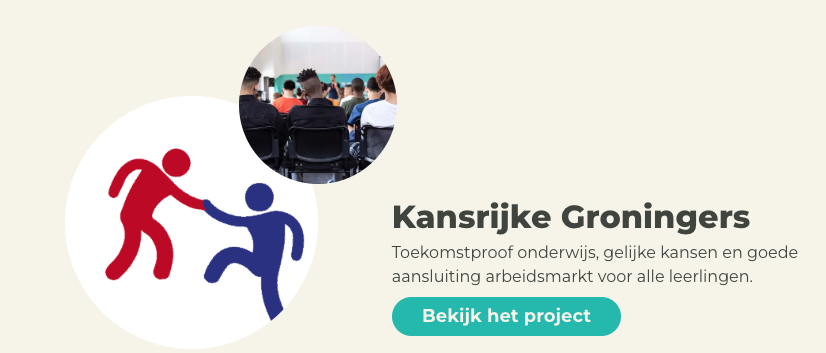 Kansrijke Groningers
Toekomstproof onderwijs, gelijke kansen en goede
aansluiting arbeidsmarkt voor alle leerlingen.
Bekijk het project